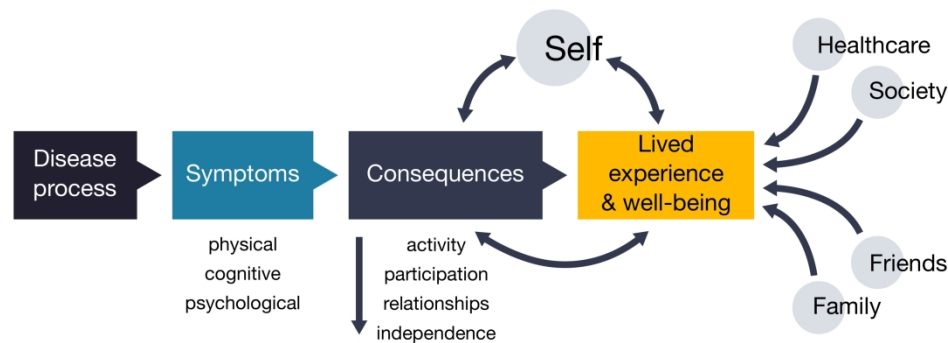 Self
Healthcare
Society
Disease
process
Symptoms
Consequences
Lived
experience
& well-being
physical
cognitive
psychological
activity
participation
relationships
independence
Friends
Family